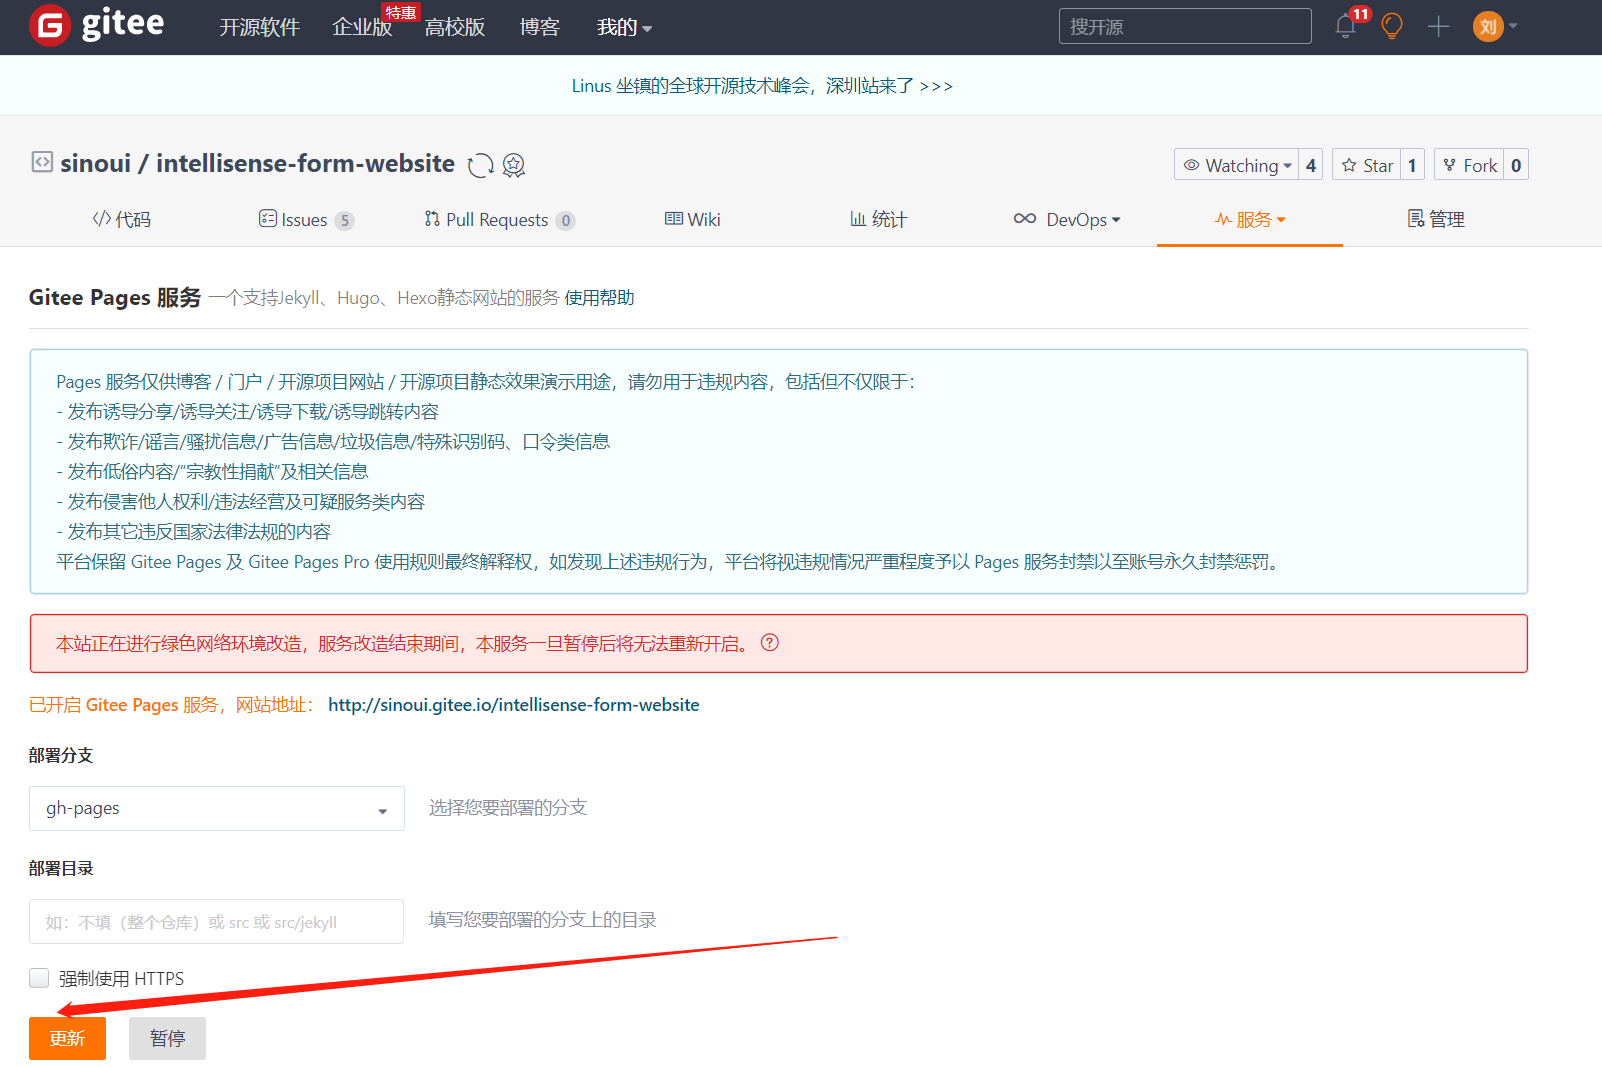 gitee 开源软件 企业版 特惠 高校版 博客 我的 搜开源 11 刘
Linus 坐镇的全球开源技术峰会，深圳站来了 >>>
sinoui / intellisense-form-website Watching 4 Star 1 Fork 0
代码 Issues 5 Pull Requests 0 Wiki 统计 DevOps 服务 管理
Gitee Pages 服务 一个支持Jekyll、Hugo、Hexo静态网站的服务 使用帮助
Pages 服务仅供博客 / 门户 / 开源项目网站 / 开源项目静态效果演示用途，请勿用于违规内容，包括但不仅限于：
- 发布诱导分享/诱导关注/诱导下载/诱导跳转内容
- 发布欺诈/谣言/骚扰信息/广告信息/垃圾信息/特殊识别码、口令类信息
- 发布低俗内容/“宗教性捐献”及相关信息
- 发布侵害他人权利/违法经营及可疑服务类内容
- 发布其它违反国家法律法规的内容
平台保留 Gitee Pages 及 Gitee Pages Pro 使用规则最终解释权，如发现上述违规行为，平台将视违规情况严重程度予以 Pages 服务封禁以至账号永久封禁惩罚。
本站正在进行绿色网络环境改造，服务改造结束期间，本服务一旦暂停后将无法重新开启。
已开启 Gitee Pages 服务，网站地址： http://sinoui.gitee.io/intellisense-form-website
部署分支
gh-pages 选择您要部署的分支
部署目录
如：不填（整个仓库）或 src 或 src/jekyll 填写您要部署的分支上的目录
强制使用 HTTPS
更新 暂停